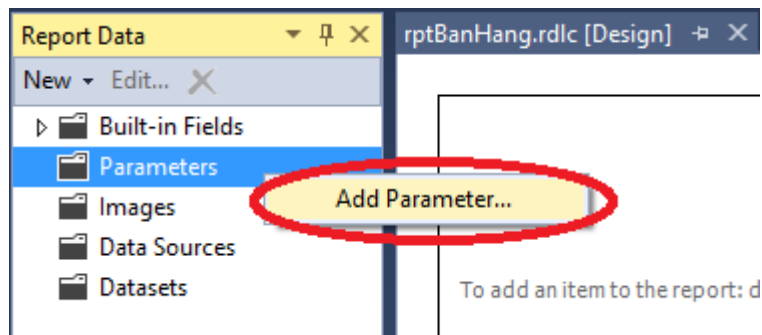 Report Data
rptBanHang.rdlc [Design]
New Edit...
Built-in Fields
Parameters
Add Parameter...
Images
Data Sources
Datasets
To add an item to the report: d